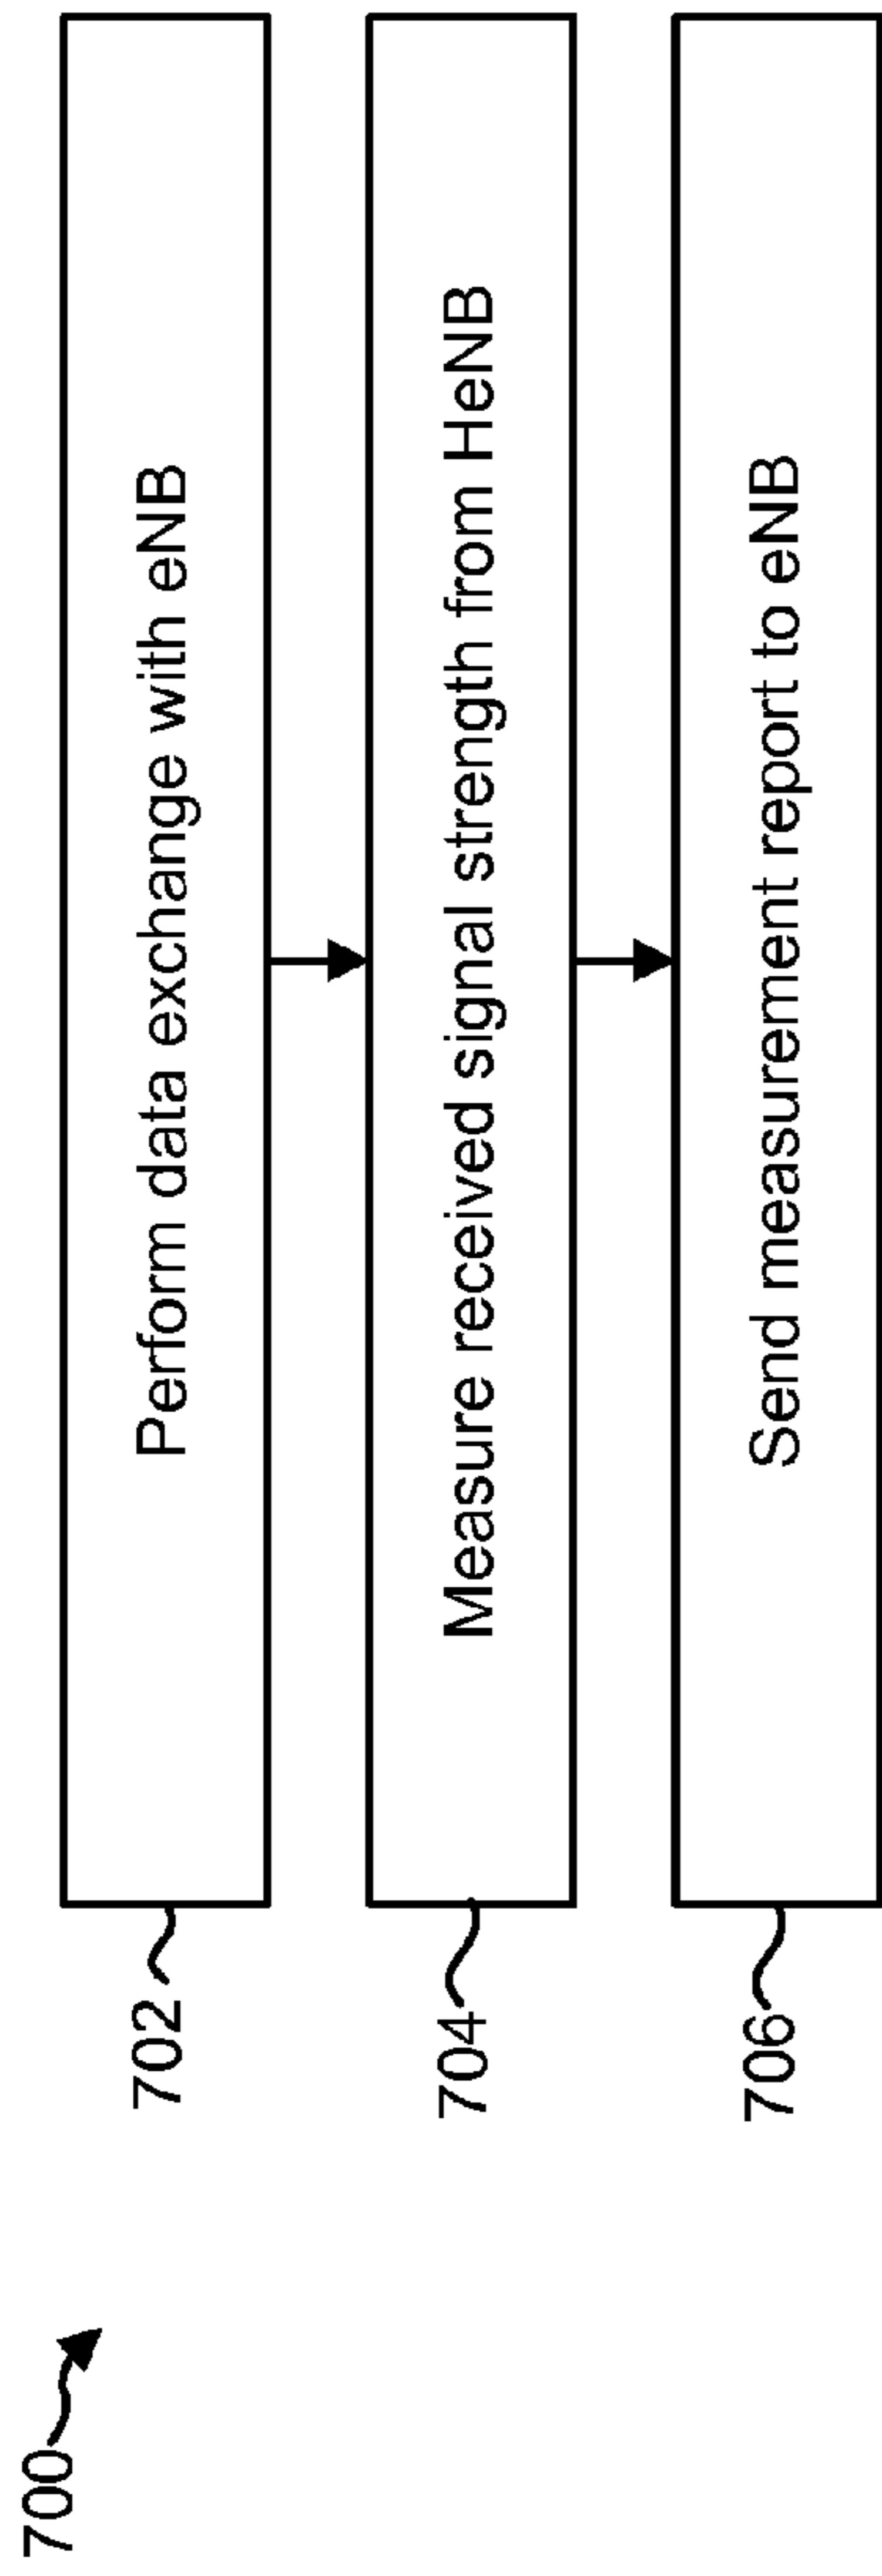 700
702
Perform data exchange with eNB
704
Measure received signal strength from HeNB
706
Send measurement report to eNB